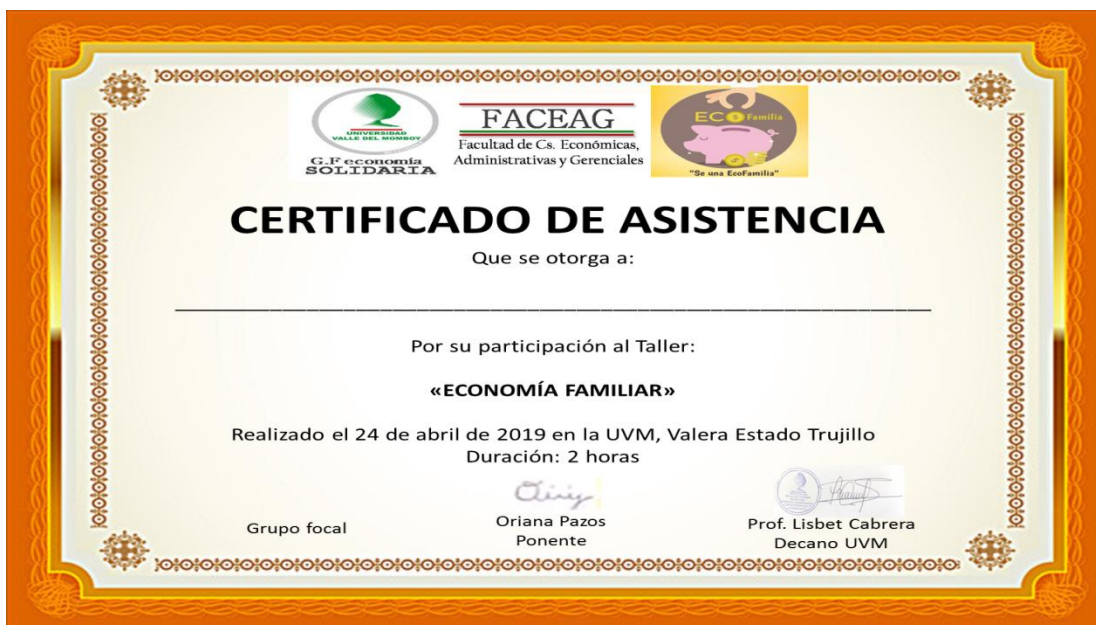 UNIVERSIDAD
VALLE DEL MOMBOY
G.F economía
SOLIDARIA
FACEAG
Facultad de Cs. Económicas,
Administrativas y Gerenciales
ECO Familia
"Se una EcoFamilia"
CERTIFICADO DE ASISTENCIA
Que se otorga a:
Por su participación al Taller:
«ECONOMÍA FAMILIAR»
Realizado el 24 de abril de 2019 en la UVM, Valera Estado Trujillo
Duración: 2 horas
Grupo focal
Oriana Pazos
Ponente
Prof. Lisbet Cabrera
Decano UVM